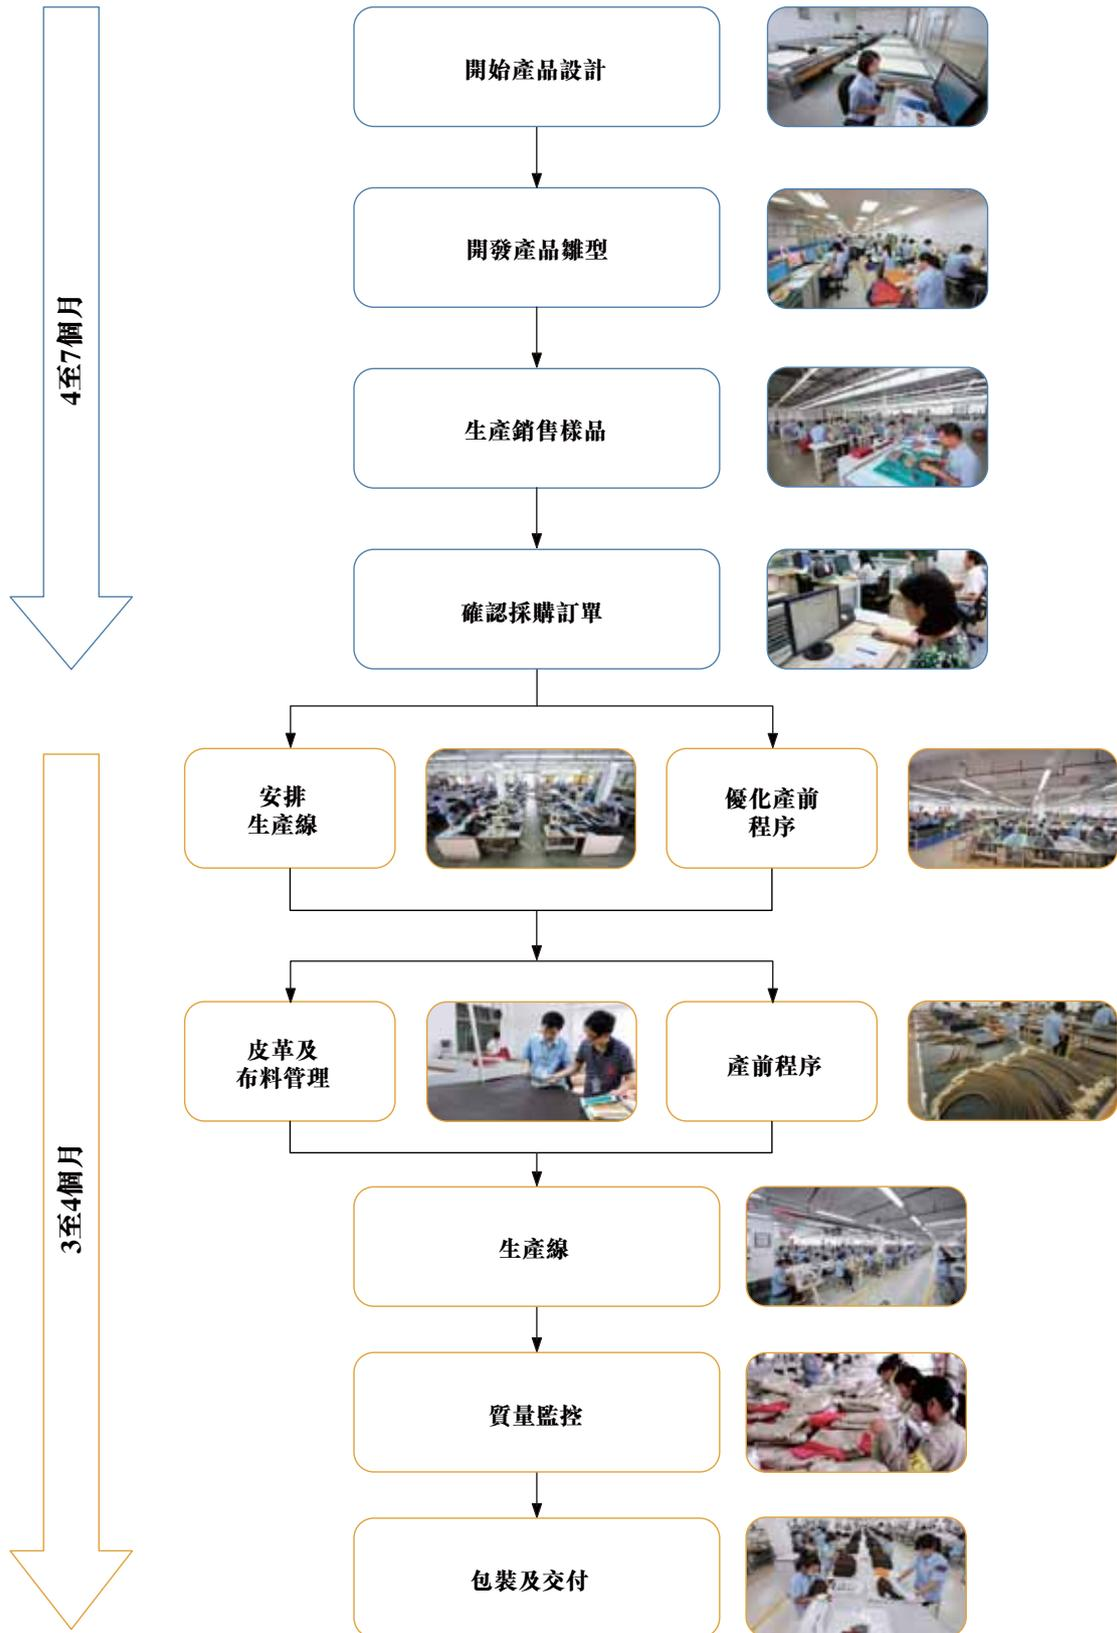 開始產品設計
開發產品雛型
生產銷售樣品
4至7個月
確認採購訂單
安排
生產線
優化產前
程序
皮革及
布料管理
產前程序
3至4個月
生產線
質量監控
包裝及交付